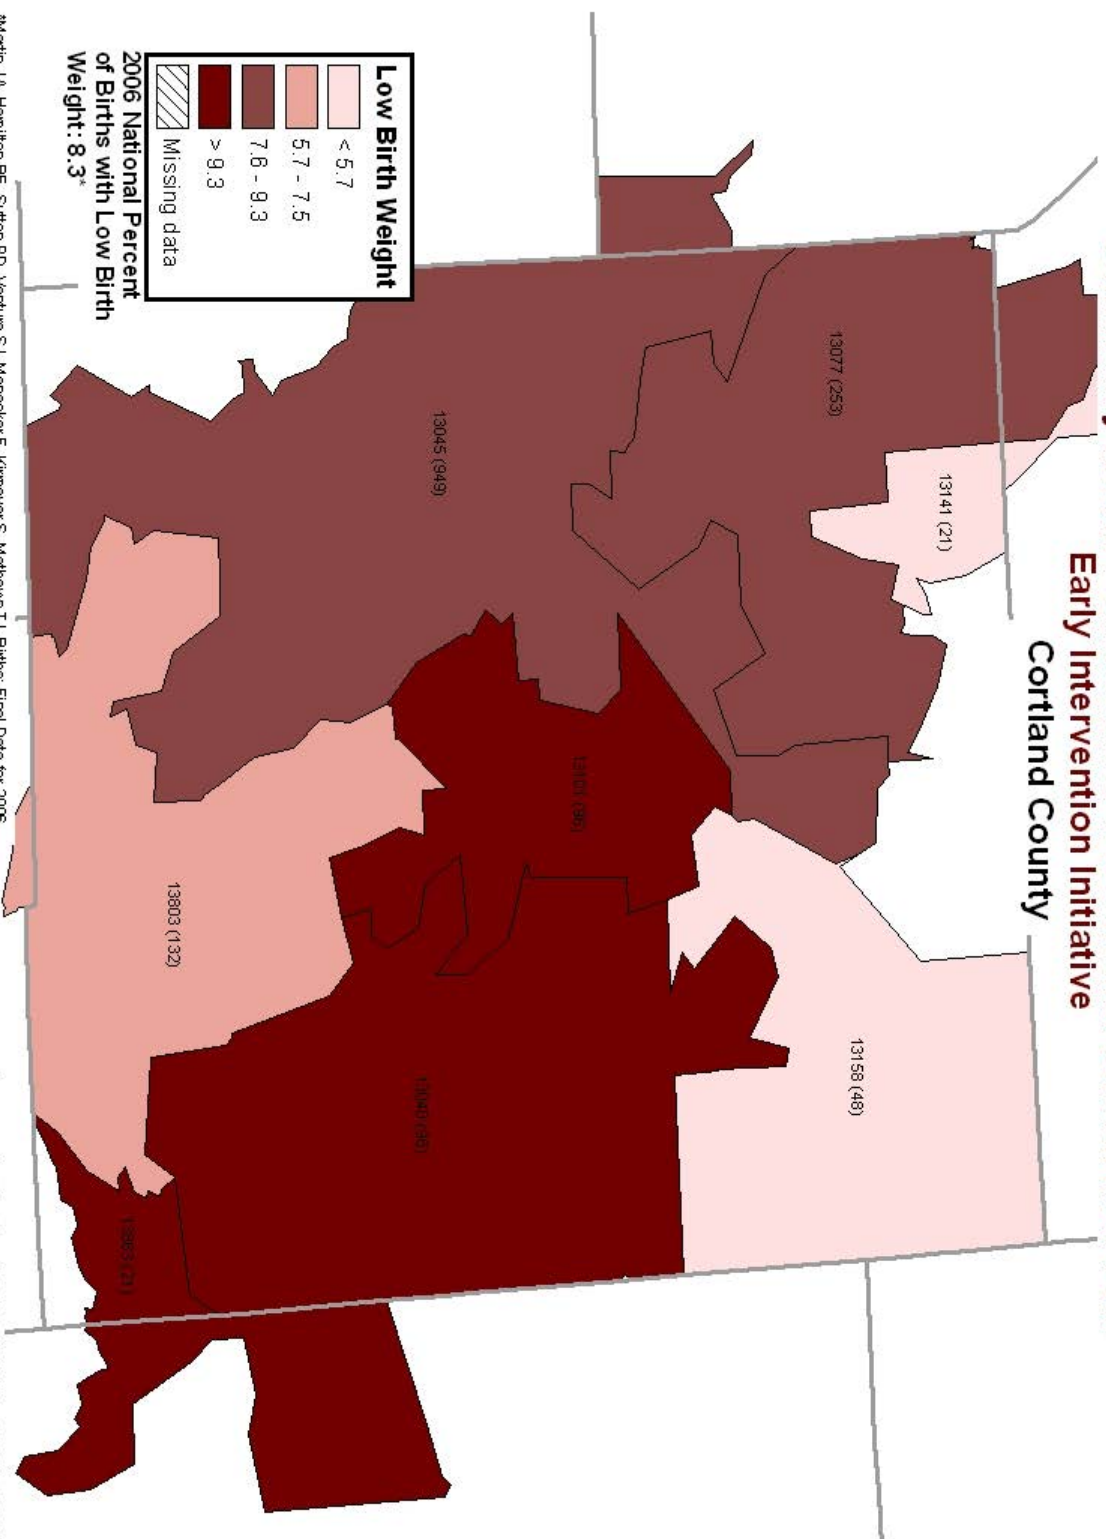 Early Intervention Initiative
Cortland County
13141 (21)
13077 (253)
13158 (48)
13101 (96)
13045 (949)
13803 (132)
Low Birth Weight
< 5.7
5.7 - 7.5
7.6 - 9.3
> 9.3
Missing data
2006 National Percent
of Births with Low Birth
Weight: 8.3*